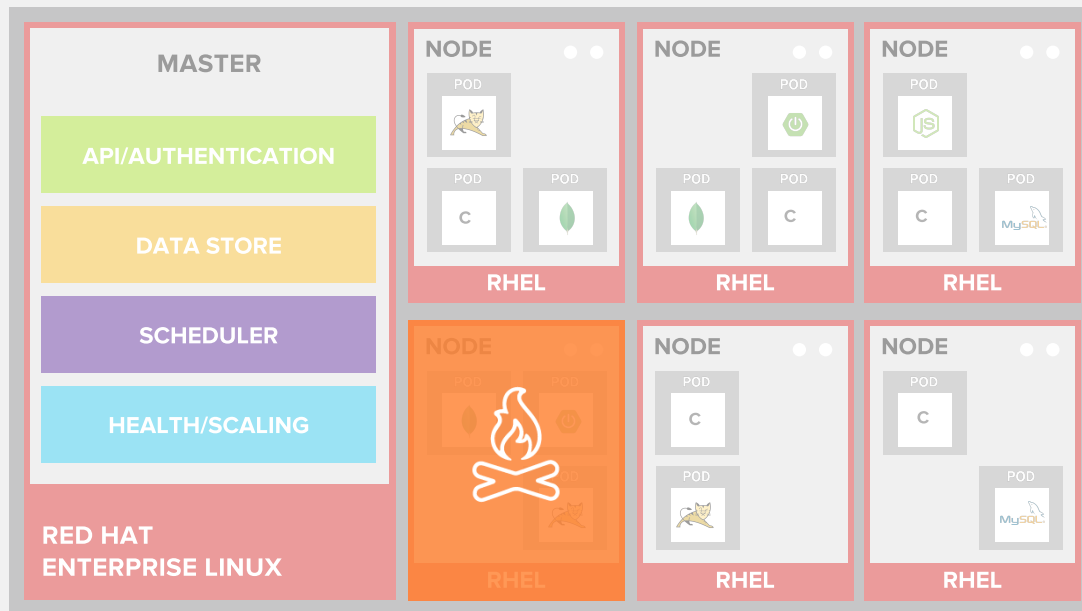 MASTER
API/AUTHENTICATION
DATA STORE
SCHEDULER
HEALTH/SCALING
RED HAT
ENTERPRISE LINUX
NODE
POD
POD
C
POD
RHEL
NODE
POD
POD
POD
C
RHEL
NODE
POD
JS
POD
C
POD
MySQL
RHEL
NODE
POD
POD
POD
RHEL
NODE
POD
C
POD
RHEL
NODE
POD
C
POD
MySQL
RHEL